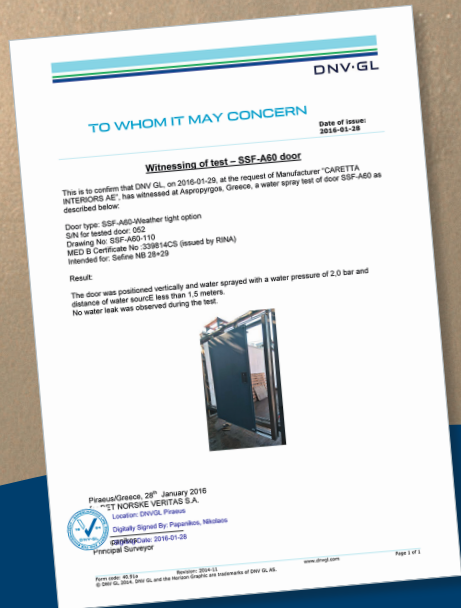 DNV·GL
TO WHOM IT MAY CONCERN
Date of issue:
2016-01-28
Witnessing of test – SSF-A60 door
This is to confirm that DNV GL, on 2016-01-29, at the request of Manufacturer "CARETTA
INTERIORS AE", has witnessed at Aspropyrgos, Greece, a water spray test of door SSF-A60 as
described below:
Door type: SSF-A60-Weather tight option
S/N for tested door: 052
Drawing No: SSF-A60-110
MED B Certificate No :339814CS (issued by RINA)
Intended for: Sefine NB 28+29
Result:
The door was positioned vertically and water sprayed with a water pressure of 2,0 bar and
distance of water sourcE less than 1,5 meters.
No water leak was observed during the test.
Piraeus/Greece, 28th January 2016
DET NORSKE VERITAS S.A.
Location: DNVGL Piraeus
Digitally Signed By: Papanikos, Nikolaos
Date: 2016-01-28
DNV·GL
Principal Surveyor
Form code: 40.91a
Revision: 2014-11
www.dnvgl.com
Page 1 of 1
© DNV GL 2014. DNV GL and the Horizon Graphic are trademarks of DNV GL AS.